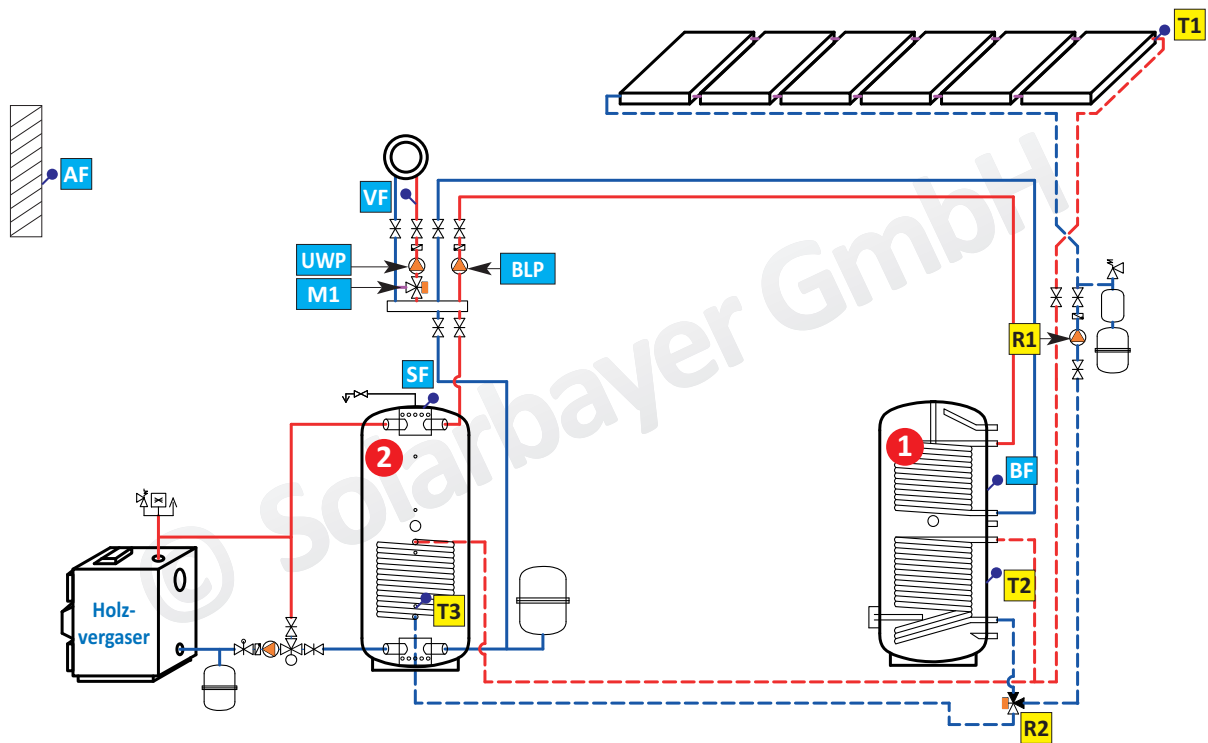 T1
AF
VF
UWP
BLP
M1
R1
SF
2
1
BF
T2
T3
Holz-
vergaser
R2
© Solarbayer GmbH